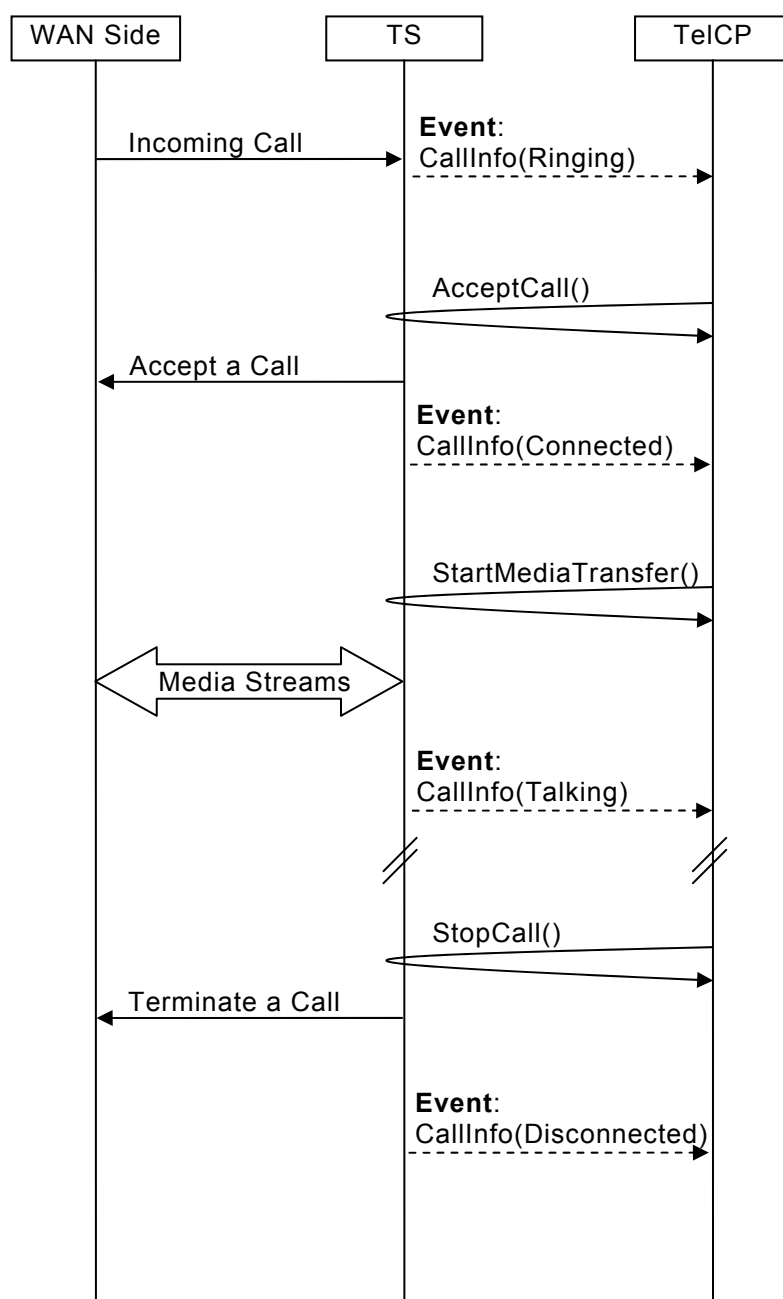 WAN Side
TS
TelCP
Incoming Call
Event:
CallInfo(Ringing)
AcceptCall()
Accept a Call
Event:
CallInfo(Connected)
StartMediaTransfer()
Media Streams
Event:
CallInfo(Talking)
StopCall()
Terminate a Call
Event:
CallInfo(Disconnected)